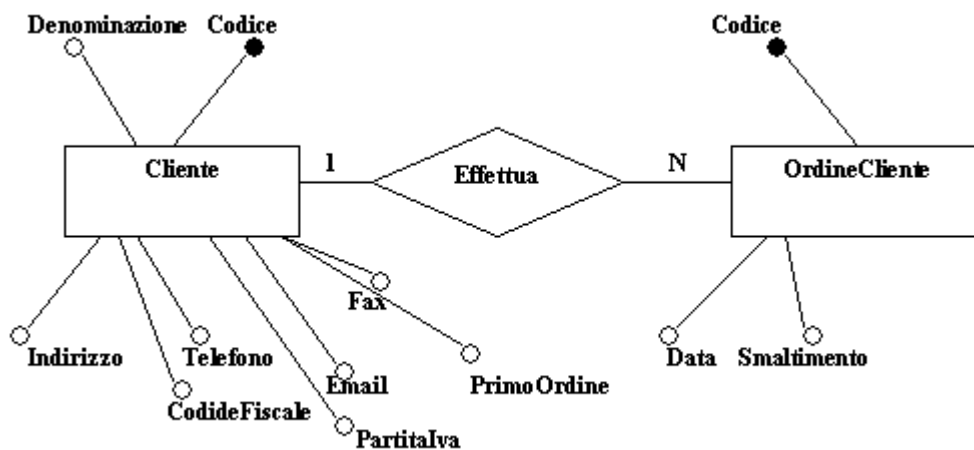 Denominazione
Codice
Codice
Cliente
1
Effettua
N
OrdineCliente
Fax
Indirizzo
Telefono
Email
PrimoOrdine
Data
Smaltimento
CodideFiscale
PartitaIva